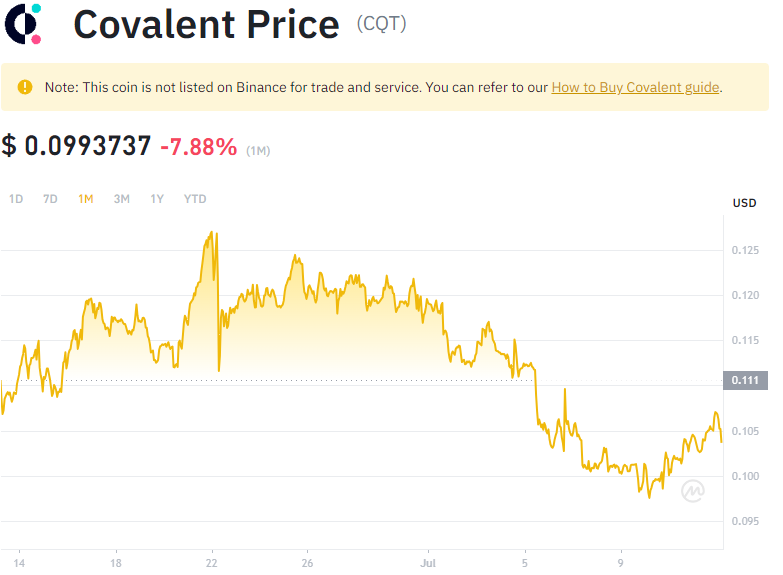 Covalent Price (CQT)
Note: This coin is not listed on Binance for trade and service. You can refer to our How to Buy Covalent guide.
$ 0.0993737 -7.88% (1M)
1D 7D 1M 3M 1Y YTD
USD
0.125
0.120
0.115
0.111
0.105
0.100
0.095
14 18 22 26 Jul 5 9